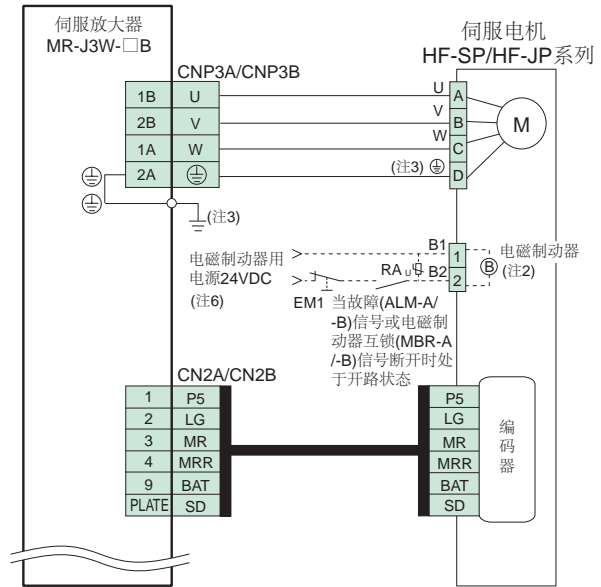 伺服放大器
MR-J3W-□B
伺服电机
HF-SP/HF-JP系列
CNP3A/CNP3B
1B U
2B V
1A W
2A
U A
V B
W C
(注3) D
M
(注3)
电磁制动器用
电源24VDC
(注6)
EM1
RA
U
B1 1
B2 2
B
电磁制动器
(注2)
当故障(ALM-A/
-B)信号或电磁制
动器互锁(MBR-A
/-B)信号断开时处
于开路状态
CN2A/CN2B
1 P5
2 LG
3 MR
4 MRR
9 BAT
PLATE SD
P5
LG
MR
MRR
BAT
SD
编
码
器